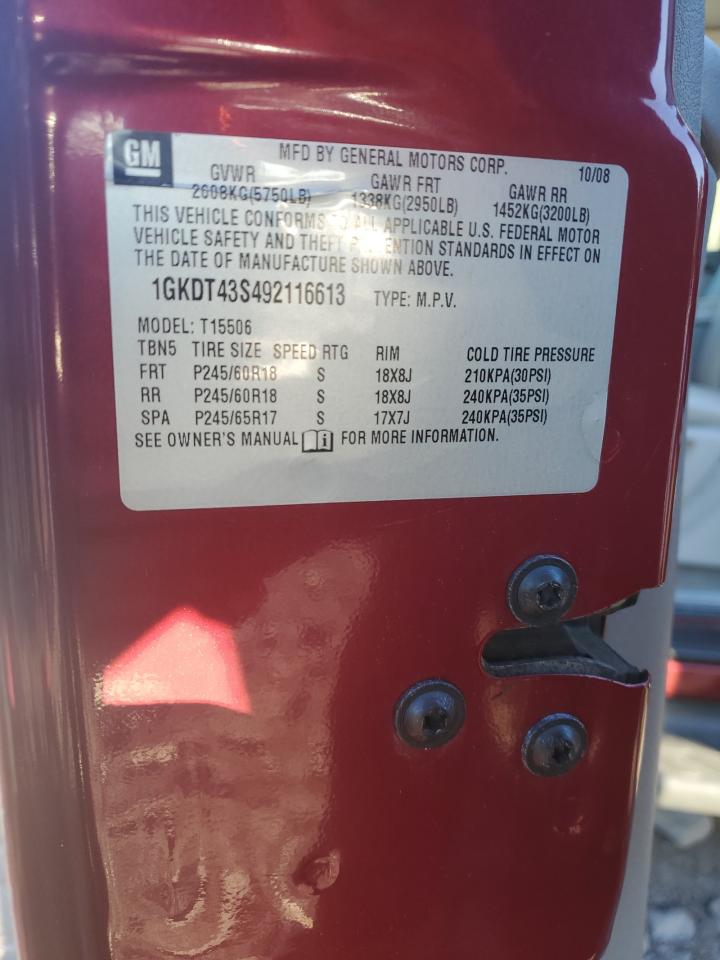 GM
MFD BY GENERAL MOTORS CORP. 10/08
GVWR GAWR FRT GAWR RR
2608KG(5750LB) 1338KG(2950LB) 1452KG(3200LB)
THIS VEHICLE CONFORMS TO ALL APPLICABLE U.S. FEDERAL MOTOR
VEHICLE SAFETY AND THEFT PREVENTION STANDARDS IN EFFECT ON
THE DATE OF MANUFACTURE SHOWN ABOVE.
1GKDT43S492116613 TYPE: M.P.V.
MODEL: T15506
TBN5 TIRE SIZE SPEED RTG RIM COLD TIRE PRESSURE
FRT P245/60R18 S 18X8J 210KPA(30PSI)
RR P245/60R18 S 18X8J 240KPA(35PSI)
SPA P245/65R17 S 17X7J 240KPA(35PSI)
SEE OWNER'S MANUAL i FOR MORE INFORMATION.